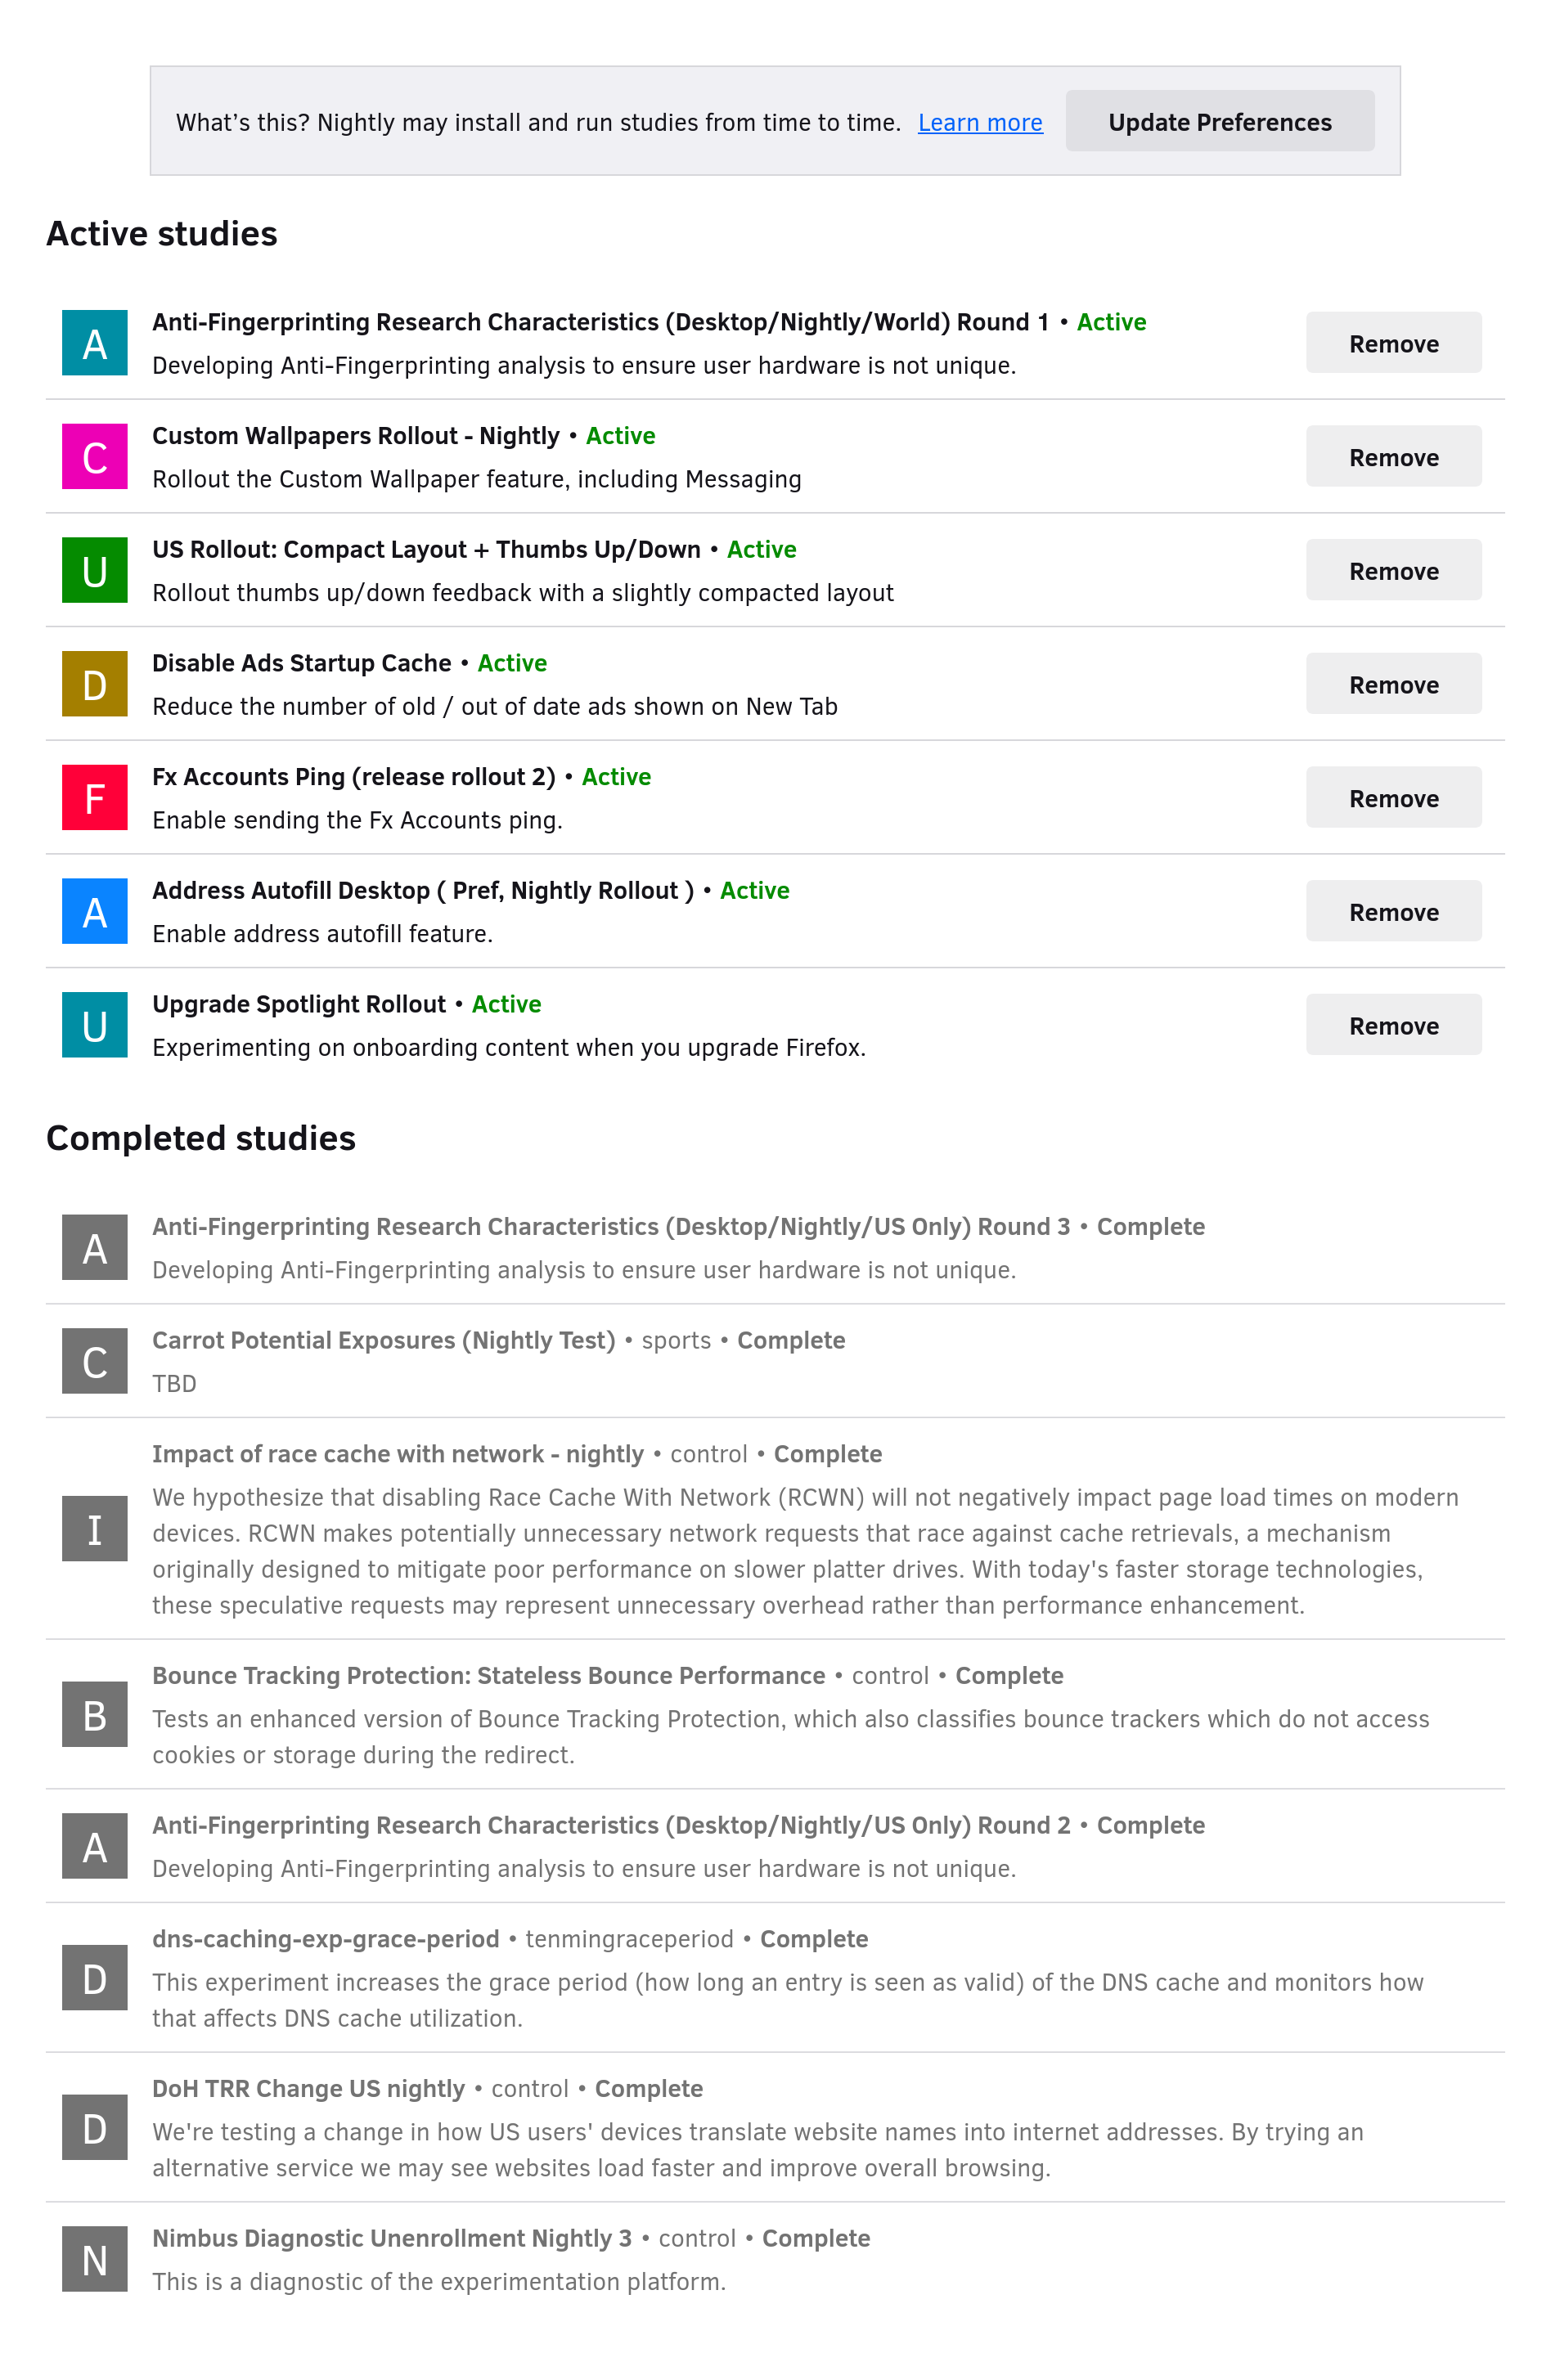 What’s this? Nightly may install and run studies from time to time. Learn more Update Preferences
Active studies
A
Anti-Fingerprinting Research Characteristics (Desktop/Nightly/World) Round 1 • Active
Developing Anti-Fingerprinting analysis to ensure user hardware is not unique.
Remove
C
Custom Wallpapers Rollout - Nightly • Active
Rollout the Custom Wallpaper feature, including Messaging
Remove
U
US Rollout: Compact Layout + Thumbs Up/Down • Active
Rollout thumbs up/down feedback with a slightly compacted layout
Remove
D
Disable Ads Startup Cache • Active
Reduce the number of old / out of date ads shown on New Tab
Remove
F
Fx Accounts Ping (release rollout 2) • Active
Enable sending the Fx Accounts ping.
Remove
A
Address Autofill Desktop ( Pref, Nightly Rollout ) • Active
Enable address autofill feature.
Remove
U
Upgrade Spotlight Rollout • Active
Experimenting on onboarding content when you upgrade Firefox.
Remove
Completed studies
A
Anti-Fingerprinting Research Characteristics (Desktop/Nightly/US Only) Round 3 • Complete
Developing Anti-Fingerprinting analysis to ensure user hardware is not unique.
C
Carrot Potential Exposures (Nightly Test) • sports • Complete
TBD
I
Impact of race cache with network - nightly • control • Complete
We hypothesize that disabling Race Cache With Network (RCWN) will not negatively impact page load times on modern
devices. RCWN makes potentially unnecessary network requests that race against cache retrievals, a mechanism
originally designed to mitigate poor performance on slower platter drives. With today's faster storage technologies,
these speculative requests may represent unnecessary overhead rather than performance enhancement.
B
Bounce Tracking Protection: Stateless Bounce Performance • control • Complete
Tests an enhanced version of Bounce Tracking Protection, which also classifies bounce trackers which do not access
cookies or storage during the redirect.
A
Anti-Fingerprinting Research Characteristics (Desktop/Nightly/US Only) Round 2 • Complete
Developing Anti-Fingerprinting analysis to ensure user hardware is not unique.
D
dns-caching-exp-grace-period • tenmingraceperiod • Complete
This experiment increases the grace period (how long an entry is seen as valid) of the DNS cache and monitors how
that affects DNS cache utilization.
D
DoH TRR Change US nightly • control • Complete
We're testing a change in how US users' devices translate website names into internet addresses. By trying an
alternative service we may see websites load faster and improve overall browsing.
N
Nimbus Diagnostic Unenrollment Nightly 3 • control • Complete
This is a diagnostic of the experimentation platform.